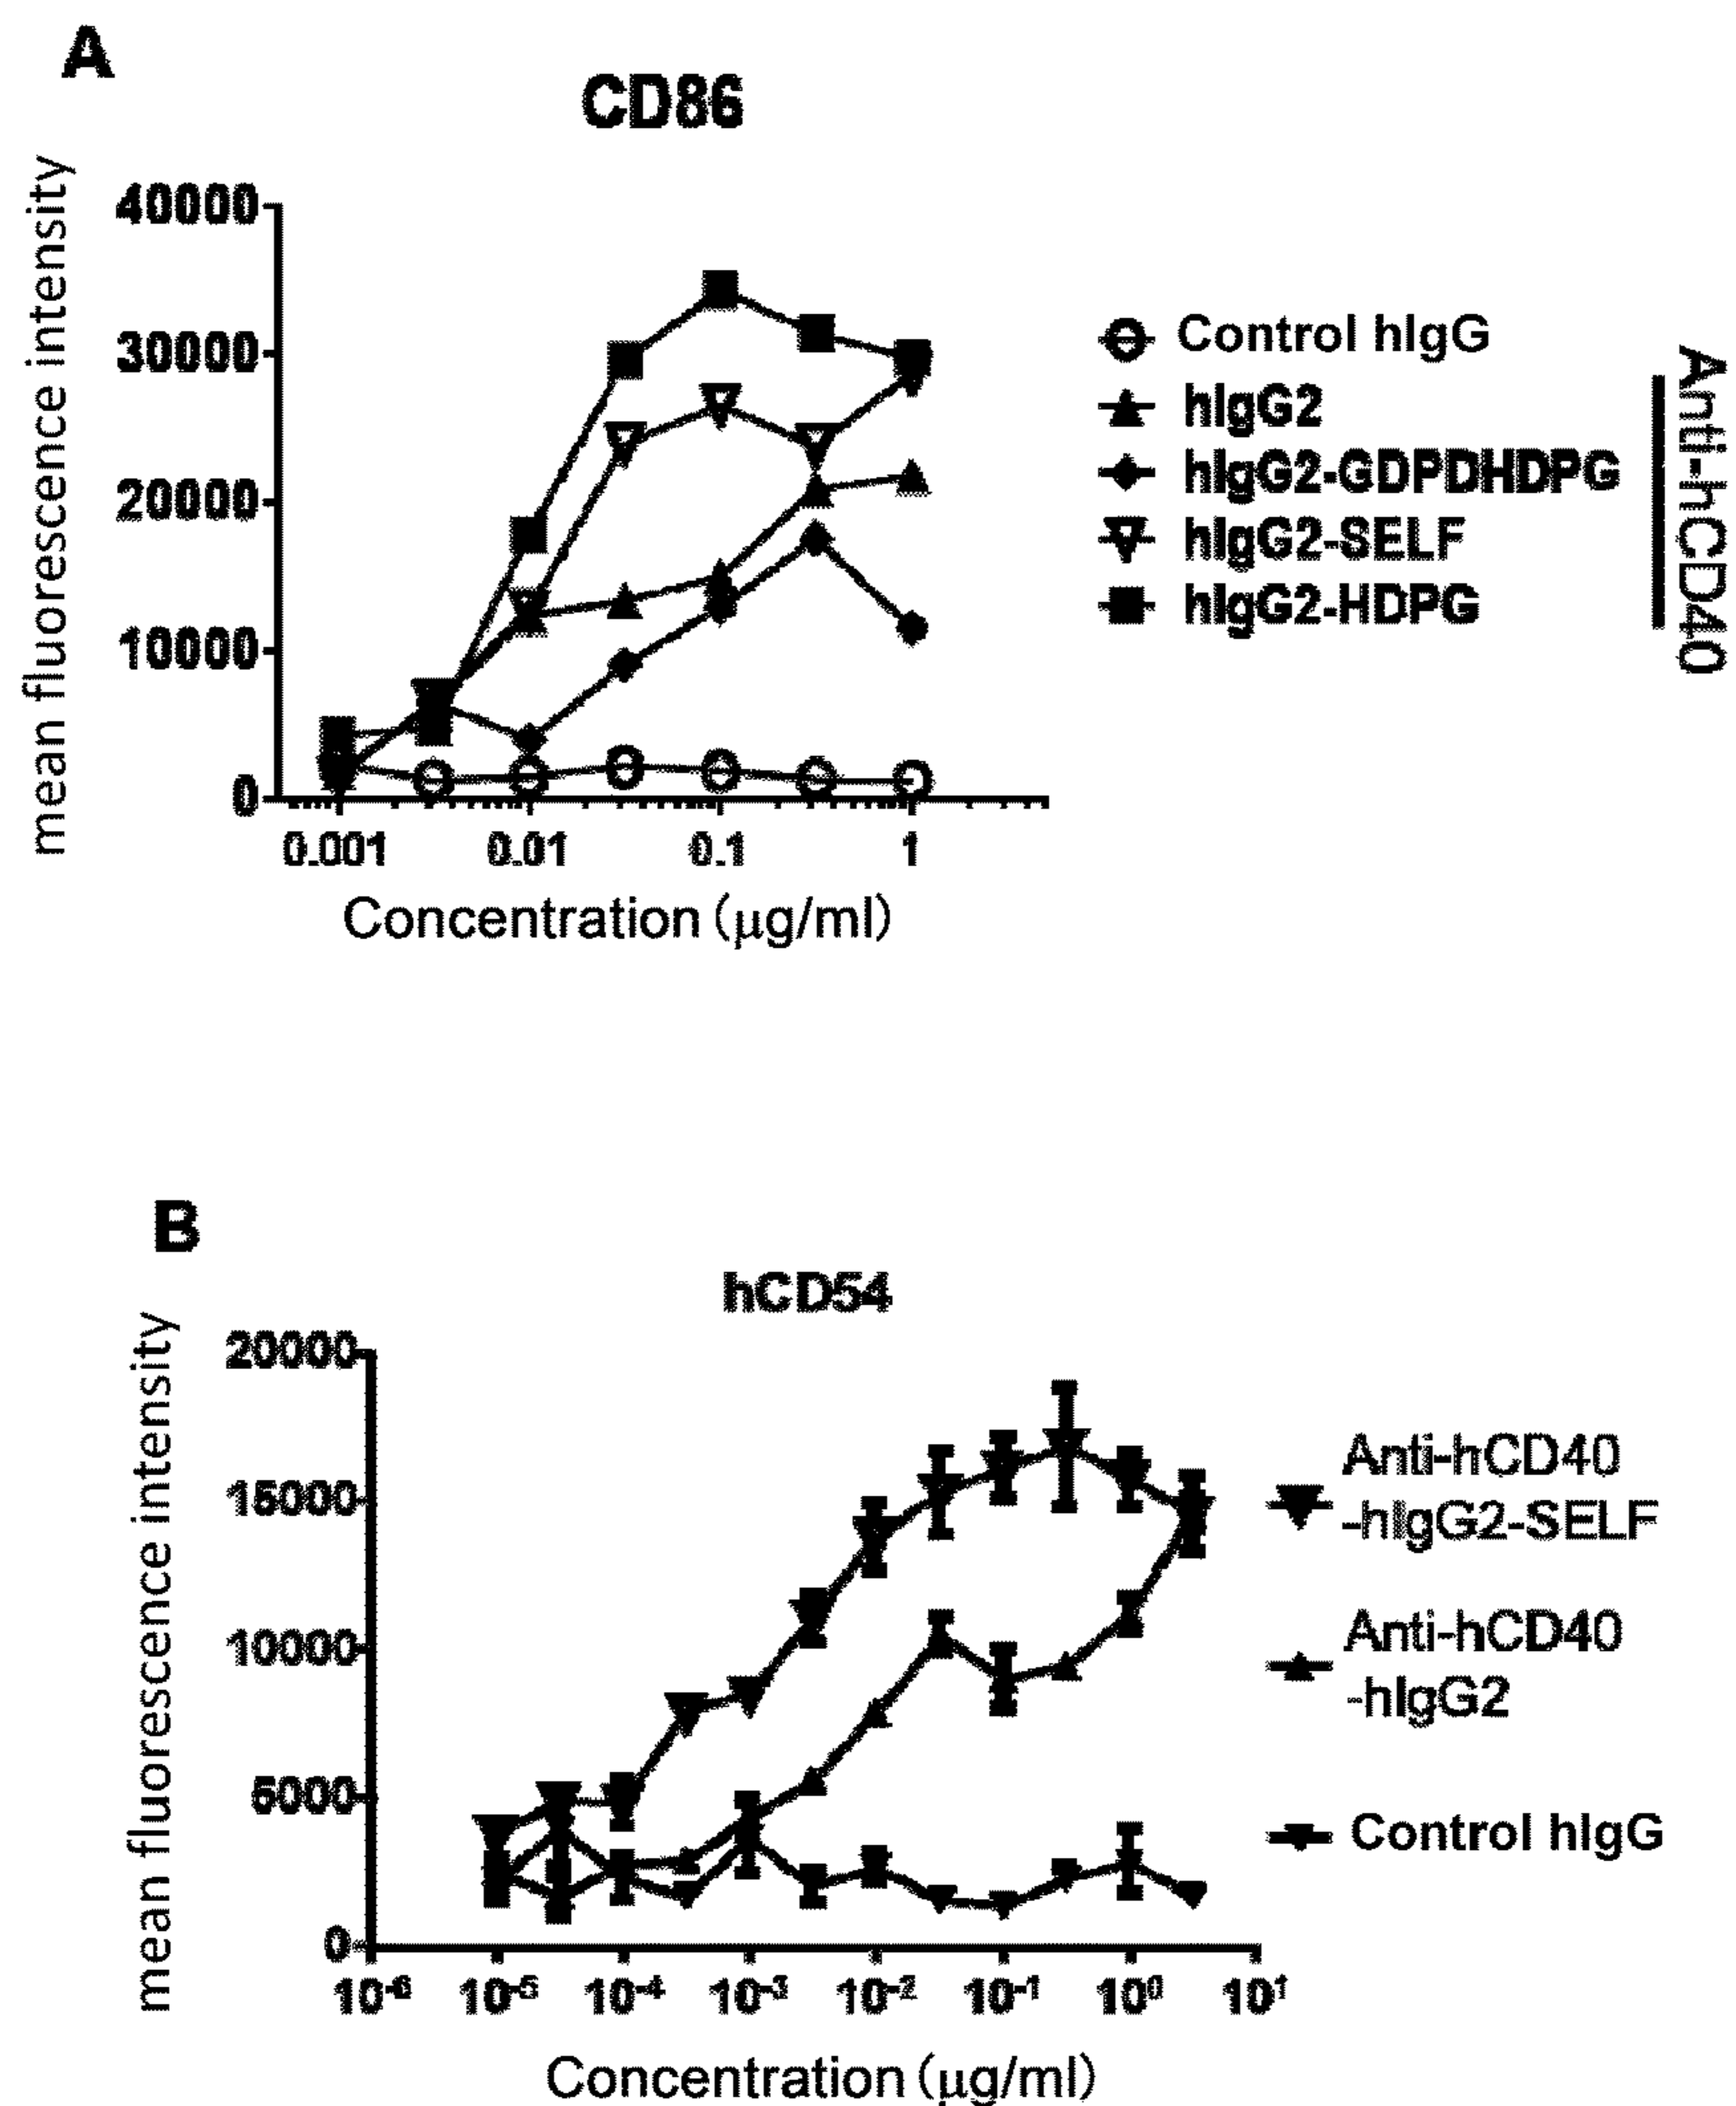 A
CD86
mean fluorescence intensity
40000
30000
20000
10000
0
0.001 0.01 0.1 1
Concentration (μg/ml)
Control hIgG
hIgG2
hIgG2-GDPDHDPG
hIgG2-SELF
hIgG2-HDPG
Anti-hCD40
B
hCD54
mean fluorescence intensity
20000
15000
10000
5000
0
10⁻⁶ 10⁻⁵ 10⁻⁴ 10⁻³ 10⁻² 10⁻¹ 10⁰ 10¹
Concentration (μg/ml)
Anti-hCD40
-hIgG2-SELF
Anti-hCD40
-hIgG2
Control hIgG